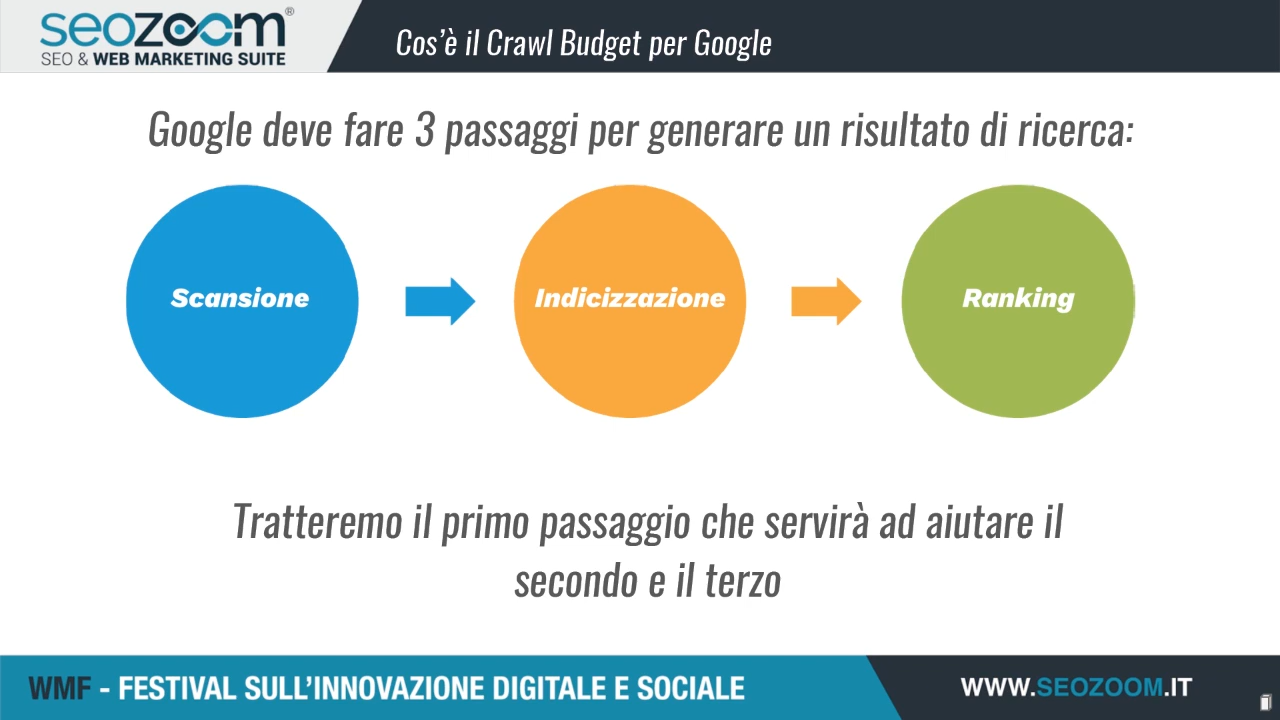 seozoom®
SEO & WEB MARKETING SUITE
Cos’è il Crawl Budget per Google
Google deve fare 3 passaggi per generare un risultato di ricerca:
Scansione
Indicizzazione
Ranking
Tratteremo il primo passaggio che servirà ad aiutare il
secondo e il terzo
WMF - FESTIVAL SULL’INNOVAZIONE DIGITALE E SOCIALE
WWW.SEOZOOM.IT